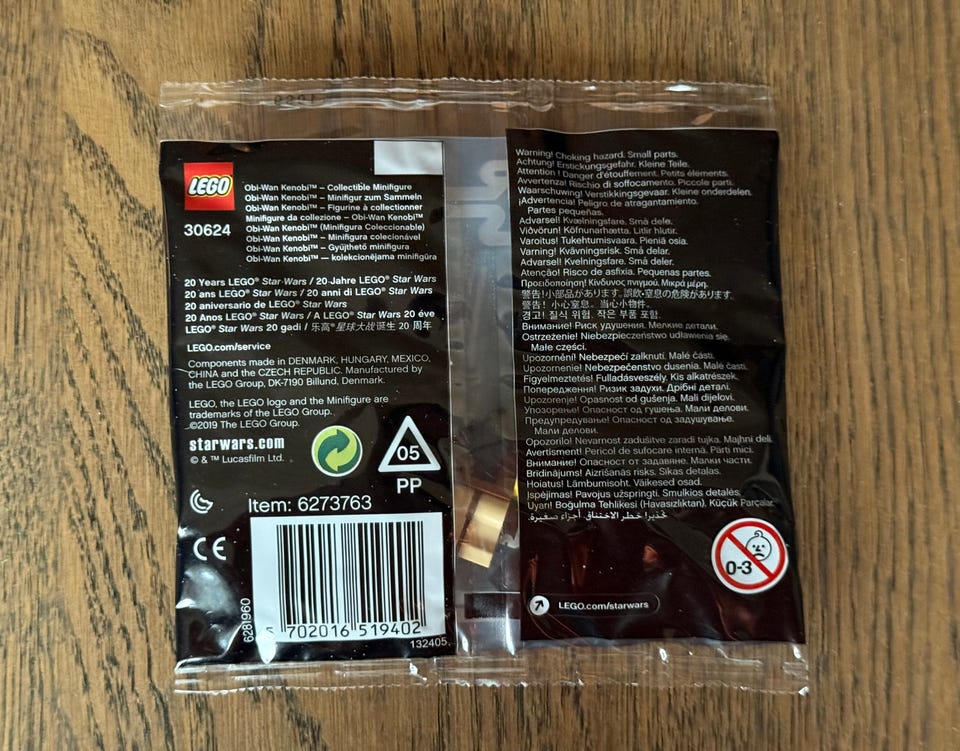 LEGO
30624
Obi-Wan Kenobi™ – Collectible Minifigure
Obi-Wan Kenobi™ – Minifigur zum Sammeln
Obi-Wan Kenobi™ – Figurine à collectionner
Minifigure da collezione - Obi-Wan Kenobi™
Obi-Wan Kenobi™ (Minifigura Coleccionable)
Obi-Wan Kenobi™ – Minifigura colecionável
Obi-Wan Kenobi™ – Gyűjthető minifigura
Obi-Wan Kenobi™ – kolekcionējama minifigūra
20 Years LEGO® Star Wars / 20 Jahre LEGO® Star Wars
20 ans LEGO® Star Wars / 20 anni di LEGO® Star Wars
20 aniversario de LEGO® Star Wars
20 Anos LEGO® Star Wars / A LEGO® Star Wars 20 éve
LEGO® Star Wars 20 gadi / 乐高®星球大战诞生 20 周年
LEGO.com/service
Components made in DENMARK, HUNGARY, MEXICO,
CHINA and the CZECH REPUBLIC. Manufactured by
the LEGO Group, DK-7190 Billund, Denmark.
LEGO, the LEGO logo and the Minifigure are
trademarks of the LEGO Group.
©2019 The LEGO Group.
starwars.com
© & ™ Lucasfilm Ltd.
05
PP
Item: 6273763
CE
6281960
5 702016 519402
132405
Warning! Choking hazard. Small parts.
Achtung! Erstickungsgefahr. Kleine Teile.
Attention ! Danger d'étouffement. Petits éléments.
Avvertenza! Rischio di soffocamento. Piccole parti.
Waarschuwing! Verstikkingsgevaar. Kleine onderdelen.
¡Advertencia! Peligro de atragantamiento.
Partes pequeñas.
Advarsel! Kvælningsfare. Små dele.
Viðvörun! Köfnunarhætta. Litlir hlutir.
Varoitus! Tukehtumisvaara. Pieniä osia.
Varning! Kvävningsrisk. Små delar.
Advarsel! Kvelningsfare. Små deler.
Atenção! Risco de asfixia. Pequenas partes.
Προειδοποίηση! Κίνδυνος πνιγμού. Μικρά μέρη.
警告!小部品があります。誤飲・窒息の危険があります。
警告! 小心窒息。当心小物件。
경고! 질식 위험. 작은 부품 포함.
Внимание! Риск удушения. Мелкие детали.
Ostrzeżenie! Niebezpieczeństwo udławienia się.
Małe części.
Upozornění! Nebezpečí zalknutí. Malé části.
Upozornenie! Nebezpečenstvo dusenia. Malé časti.
Figyelmeztetés! Fulladásveszély. Kis alkatrészek.
Попередження! Ризик задухи. Дрібні деталі.
Upozorenje! Opasnost od gušenja. Mali dijelovi.
Упозорење! Опасност од гушења. Мали делови.
Предупредување! Опасност од задушување.
Мали делови.
Opozorilo! Nevarnost zadušitve zaradi tujka. Majhni deli.
Avertisment! Pericol de sufocare internă. Părți mici.
Внимание! Опасност от задавяне. Малки части.
Brīdinājums! Aizrīšanās risks. Sīkas detaļas.
Hoiatus! Lämbumisoht. Väikesed osad.
Įspėjimas! Pavojus užspringti. Smulkios detalės.
Uyarı! Boğulma Tehlikesi (Havasızlıktan). Küçük Parçalar.
تحذير! خطر الاختناق. أجزاء صغيرة.
0-3
LEGO.com/starwars